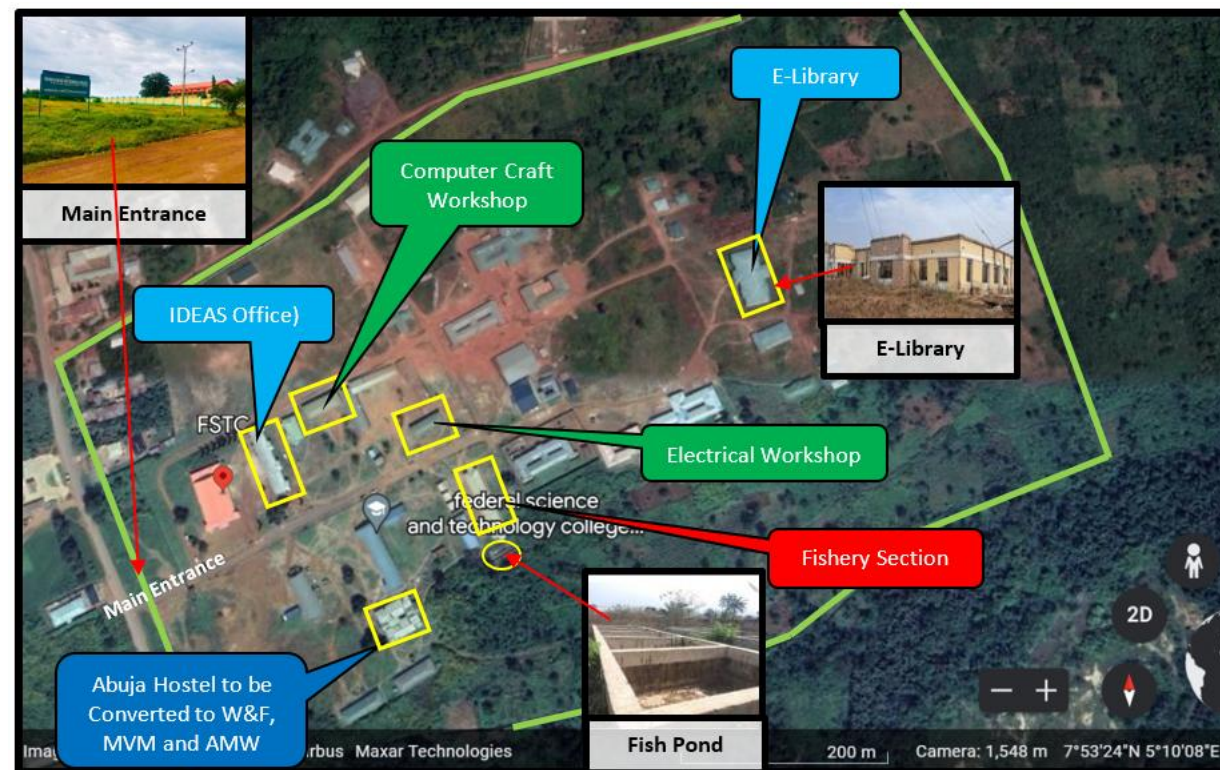 Main Entrance
E-Library
Computer Craft
Workshop
IDEAS Office)
E-Library
FSTC
Electrical Workshop
federal science
and technology college...
Fishery Section
Main Entrance
2D
Abuja Hostel to be
Converted to W&F,
MVM and AMW
Fish Pond
Maxar Technologies
200 m
Camera: 1,548 m
7°53'24"N 5°10'08"E